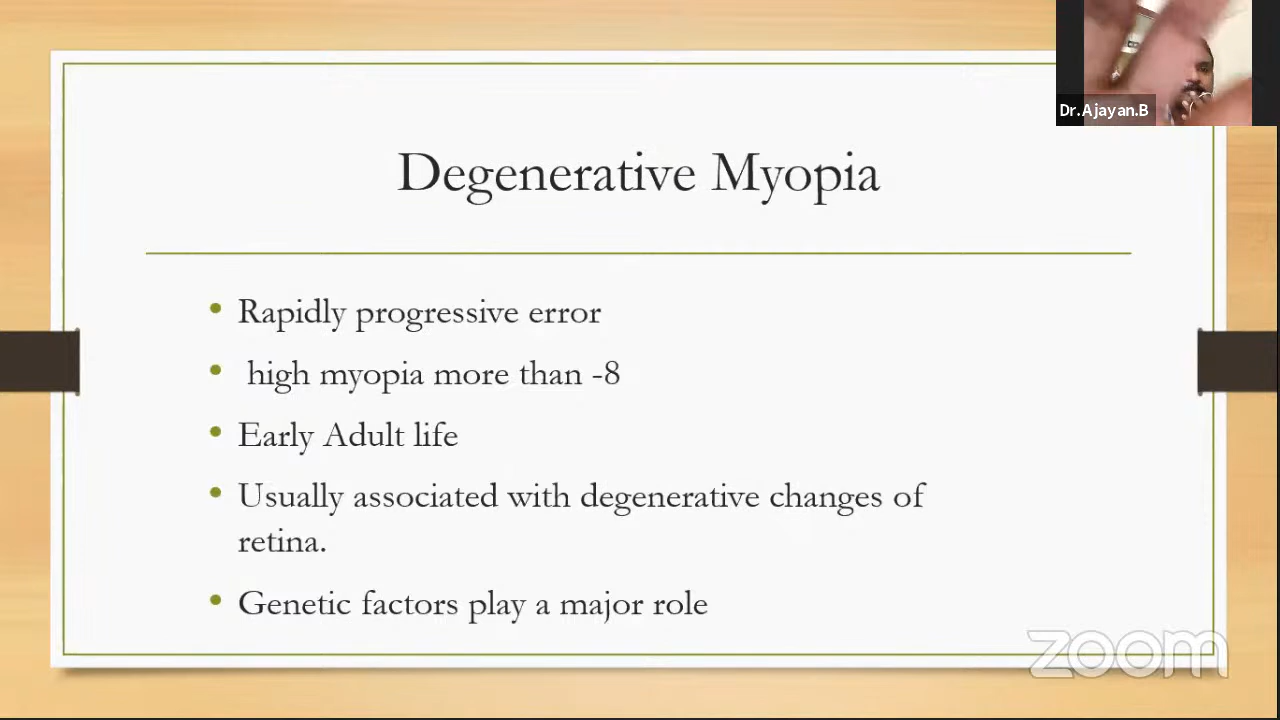 Dr.Ajayan.B
Degenerative Myopia
• Rapidly progressive error
• high myopia more than -8
• Early Adult life
• Usually associated with degenerative changes of
retina.
• Genetic factors play a major role
zoom